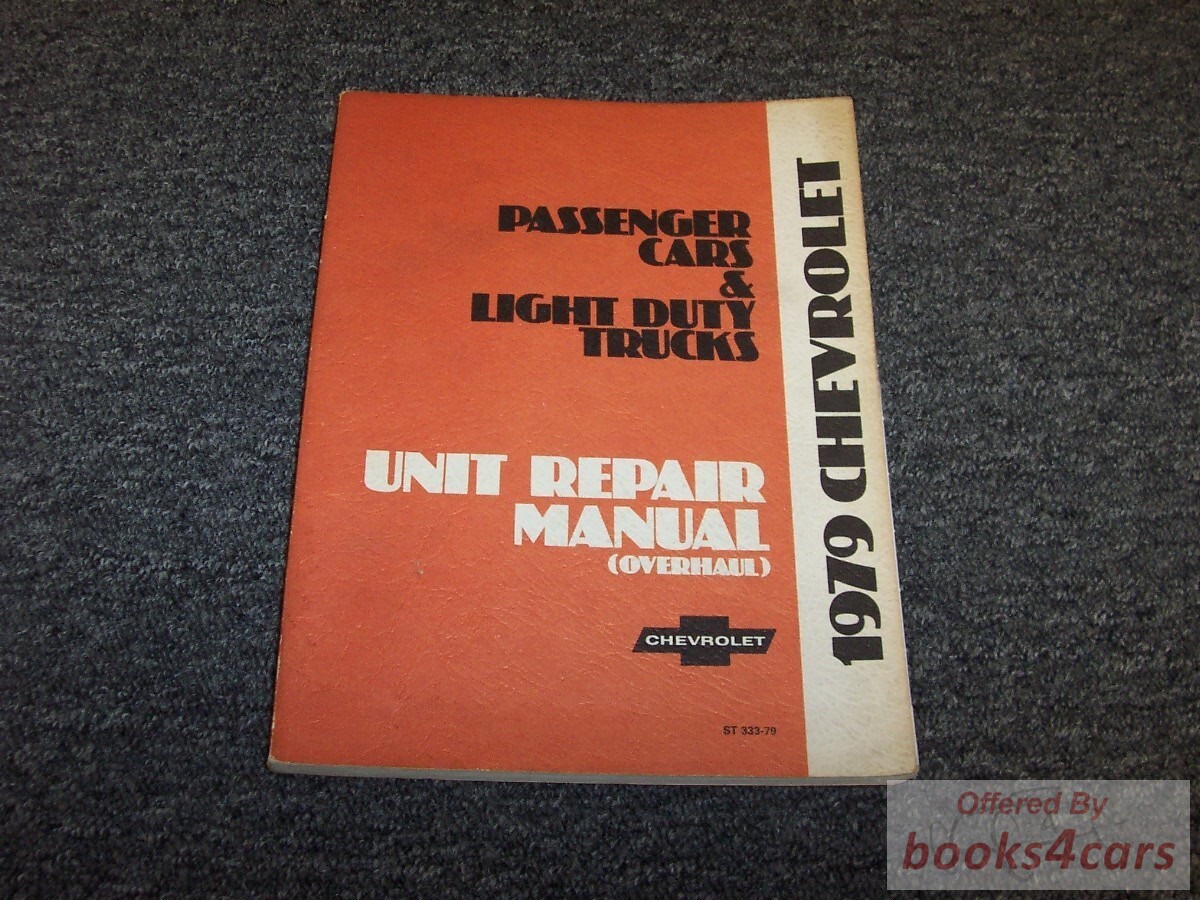 PASSENGER
CARS
&
LIGHT DUTY
TRUCKS
UNIT REPAIR
MANUAL
(OVERHAUL)
CHEVROLET
ST 333-79
1979 CHEVROLET
Offered By
books4cars